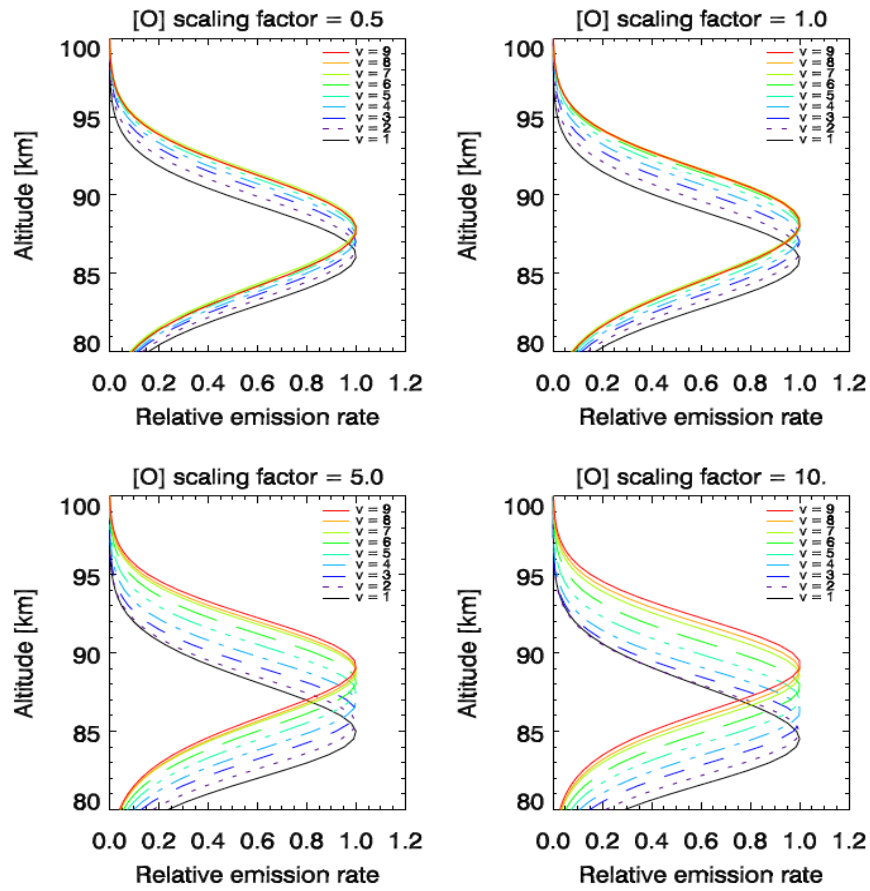 [O] scaling factor = 0.5
100
95
90
85
80
Altitude [km]
v = 9
v = 8
v = 7
v = 6
v = 5
v = 4
v = 3
v = 2
v = 1
0.0 0.2 0.4 0.6 0.8 1.0 1.2
Relative emission rate
[O] scaling factor = 1.0
100
95
90
85
80
Altitude [km]
v = 9
v = 8
v = 7
v = 6
v = 5
v = 4
v = 3
v = 2
v = 1
0.0 0.2 0.4 0.6 0.8 1.0 1.2
Relative emission rate
[O] scaling factor = 5.0
100
95
90
85
80
Altitude [km]
v = 9
v = 8
v = 7
v = 6
v = 5
v = 4
v = 3
v = 2
v = 1
0.0 0.2 0.4 0.6 0.8 1.0 1.2
Relative emission rate
[O] scaling factor = 10.
100
95
90
85
80
Altitude [km]
v = 9
v = 8
v = 7
v = 6
v = 5
v = 4
v = 3
v = 2
v = 1
0.0 0.2 0.4 0.6 0.8 1.0 1.2
Relative emission rate